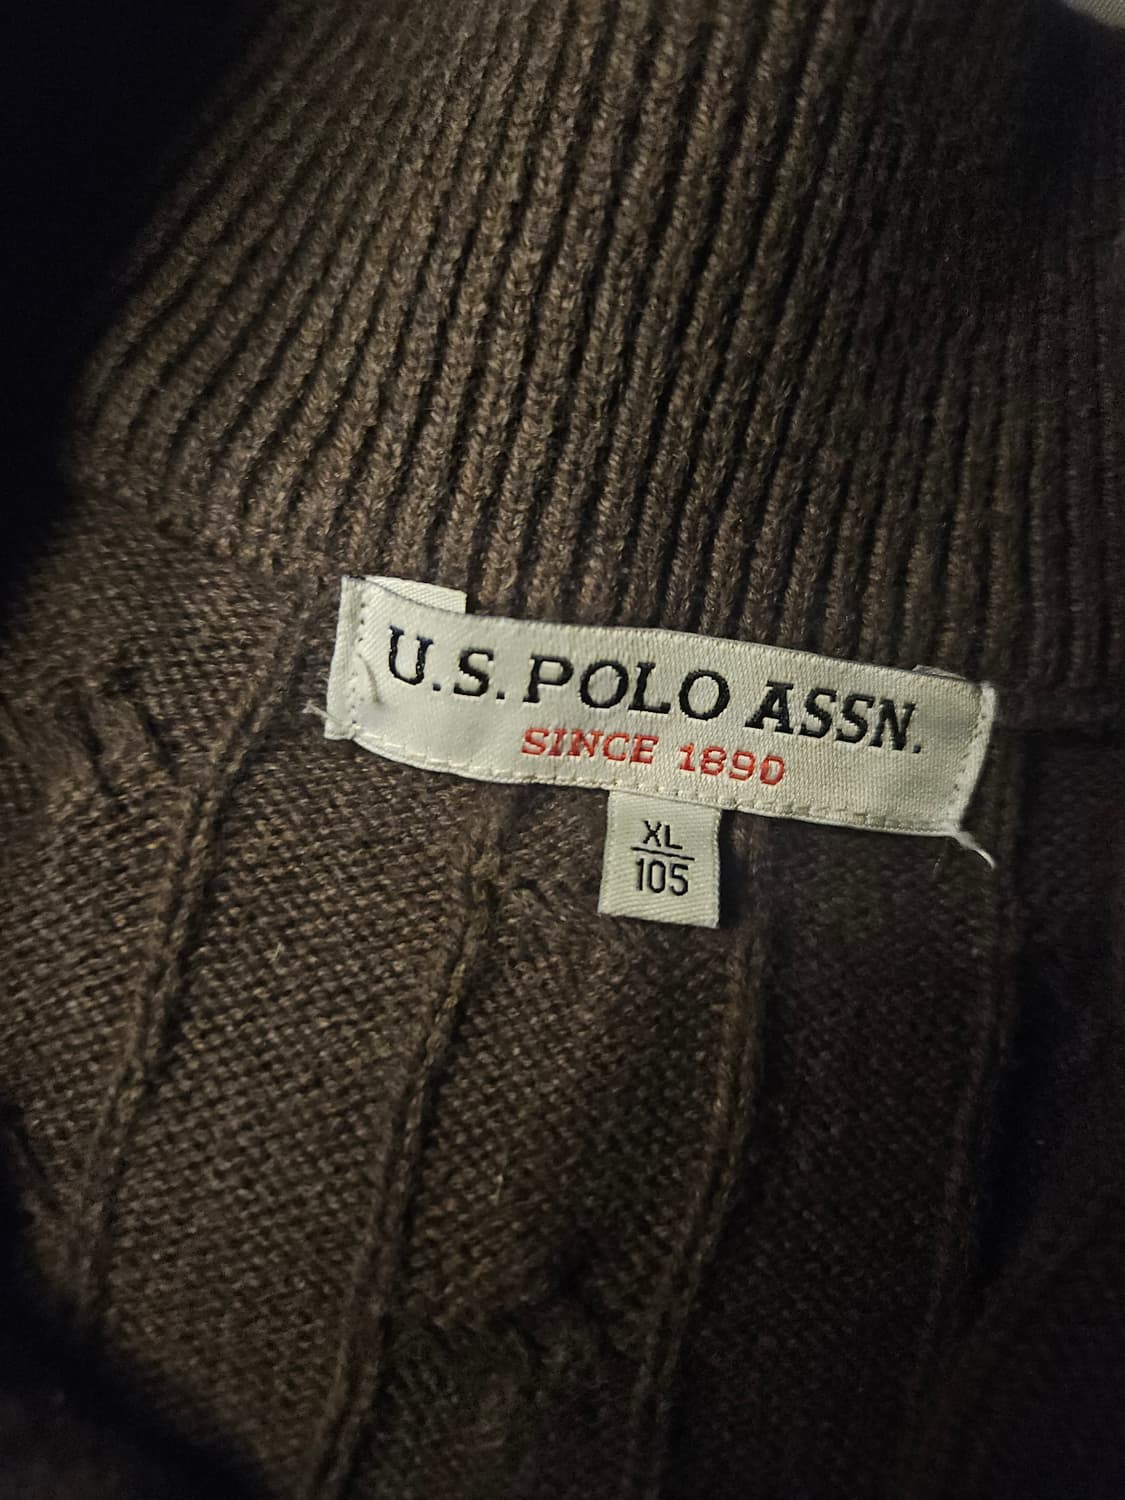 U.S. POLO ASSN.
SINCE 1890
XL
105